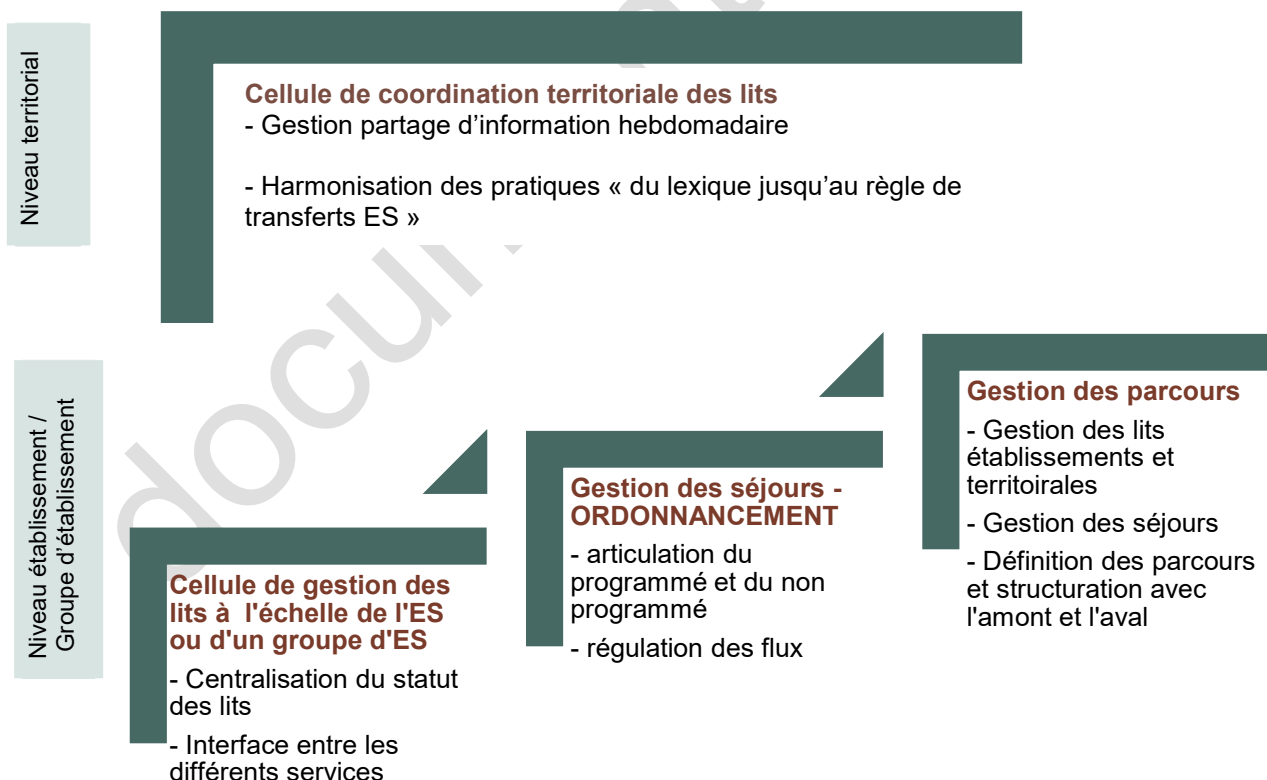 Niveau territorial
Cellule de coordination territoriale des lits
- Gestion partage d’information hebdomadaire
- Harmonisation des pratiques « du lexique jusqu’au règle de
transferts ES »
Niveau établissement /
Groupe d’établissement
Cellule de gestion des
lits à l'échelle de l'ES
ou d'un groupe d'ES
- Centralisation du statut
des lits
- Interface entre les
différents services
Gestion des séjours -
ORDONNANCEMENT
- articulation du
programmé et du non
programmé
- régulation des flux
Gestion des parcours
- Gestion des lits
établissements et
territoirales
- Gestion des séjours
- Définition des parcours
et structuration avec
l'amont et l'aval